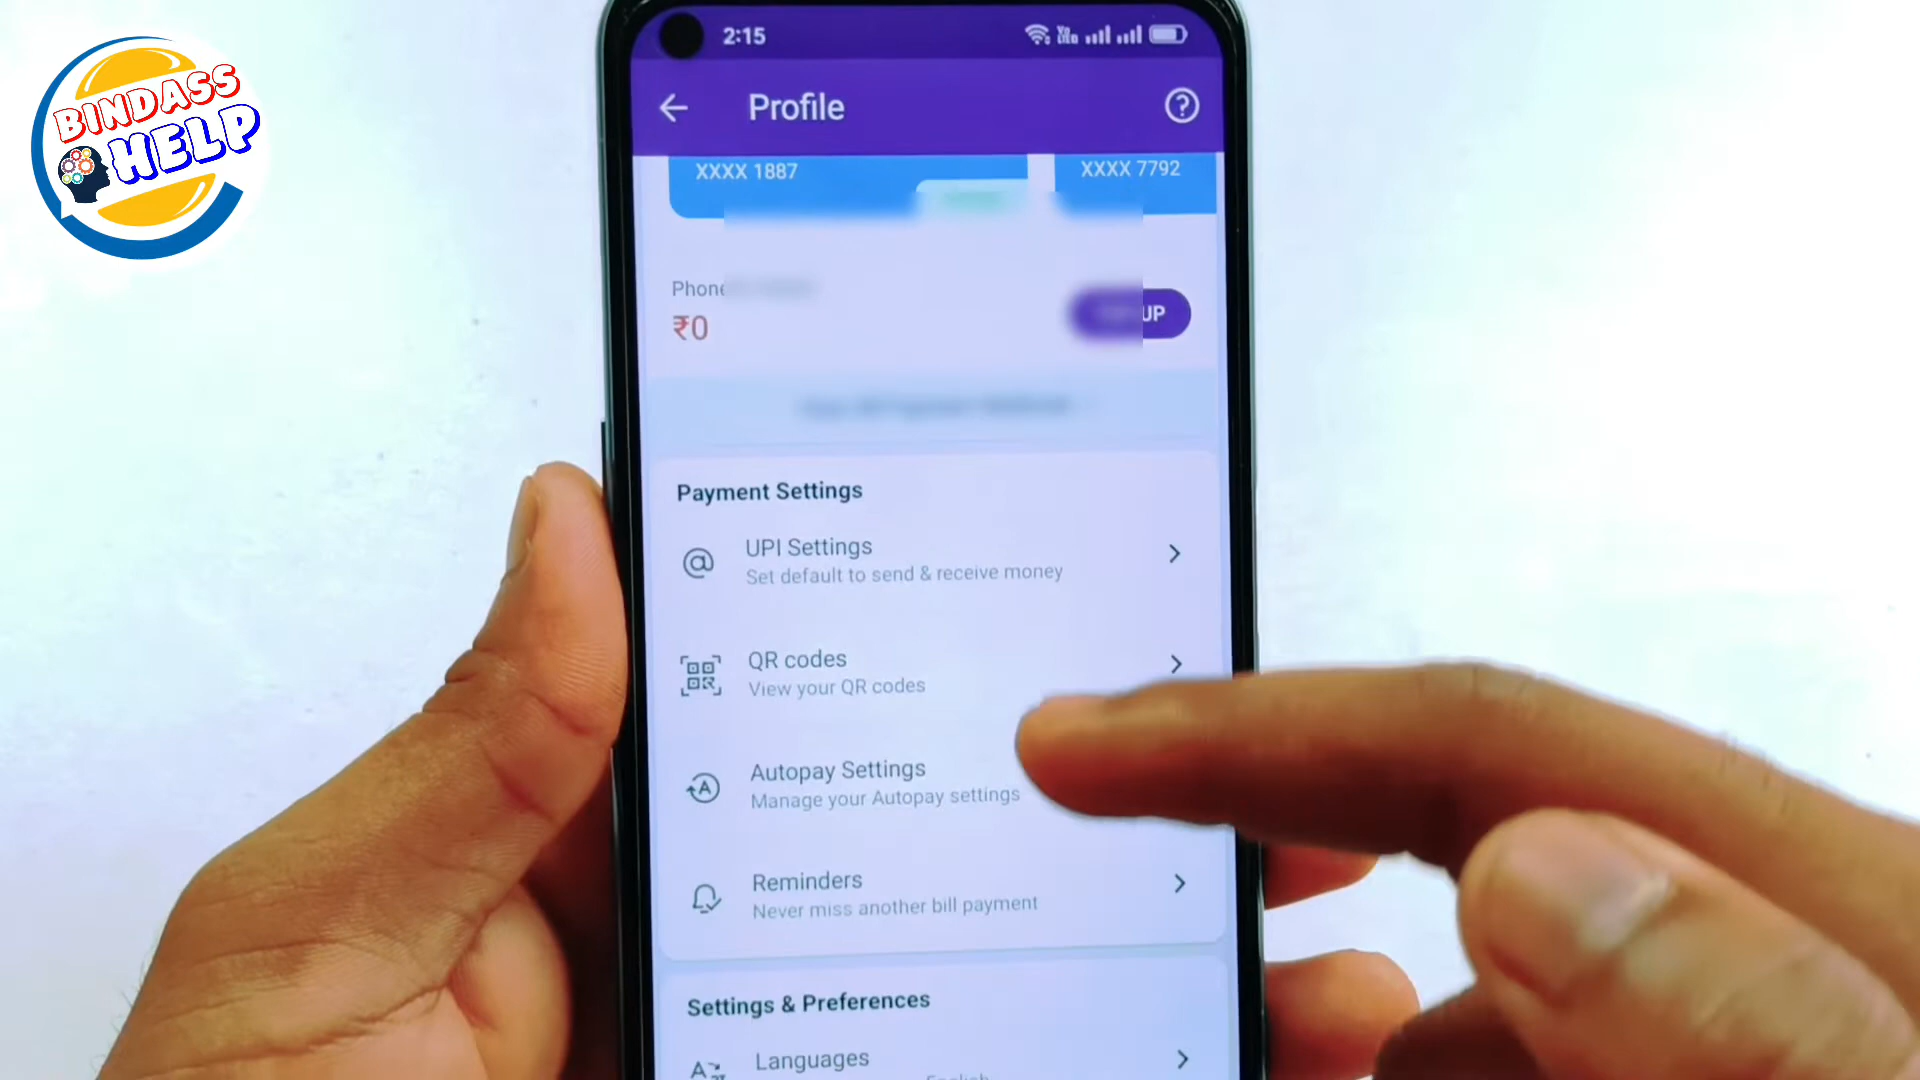 BINDASS
HELP
2:15
Profile
XXXX 1887
XXXX 7792
₹0
UP
Payment Settings
UPI Settings
Set default to send & receive money
QR codes
View your QR codes
Autopay Settings
Manage your Autopay settings
Reminders
Never miss another bill payment
Settings & Preferences
Languages